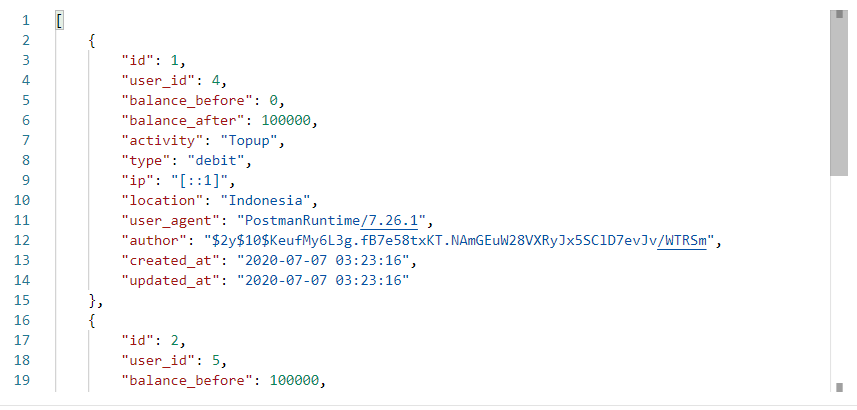 1 [
2 {
3 "id": 1,
4 "user_id": 4,
5 "balance_before": 0,
6 "balance_after": 100000,
7 "activity": "Topup",
8 "type": "debit",
9 "ip": "[::1]",
10 "location": "Indonesia",
11 "user_agent": "PostmanRuntime/7.26.1",
12 "author": "$2y$10$KeufMy6L3g.fB7e58txKT.NAmGEuW28VXRyJx5SClD7evJv/WTRSm",
13 "created_at": "2020-07-07 03:23:16",
14 "updated_at": "2020-07-07 03:23:16"
15 },
16 {
17 "id": 2,
18 "user_id": 5,
19 "balance_before": 100000,